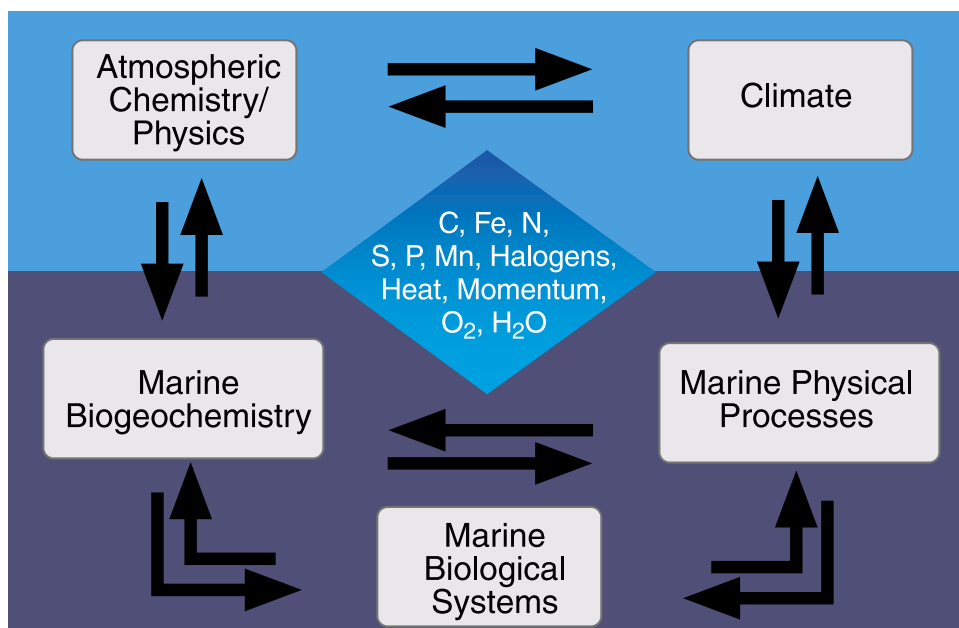 Atmospheric
Chemistry/
Physics
Climate
C, Fe, N,
S, P, Mn, Halogens,
Heat, Momentum,
O₂, H₂O
Marine
Biogeochemistry
Marine Physical
Processes
Marine
Biological
Systems